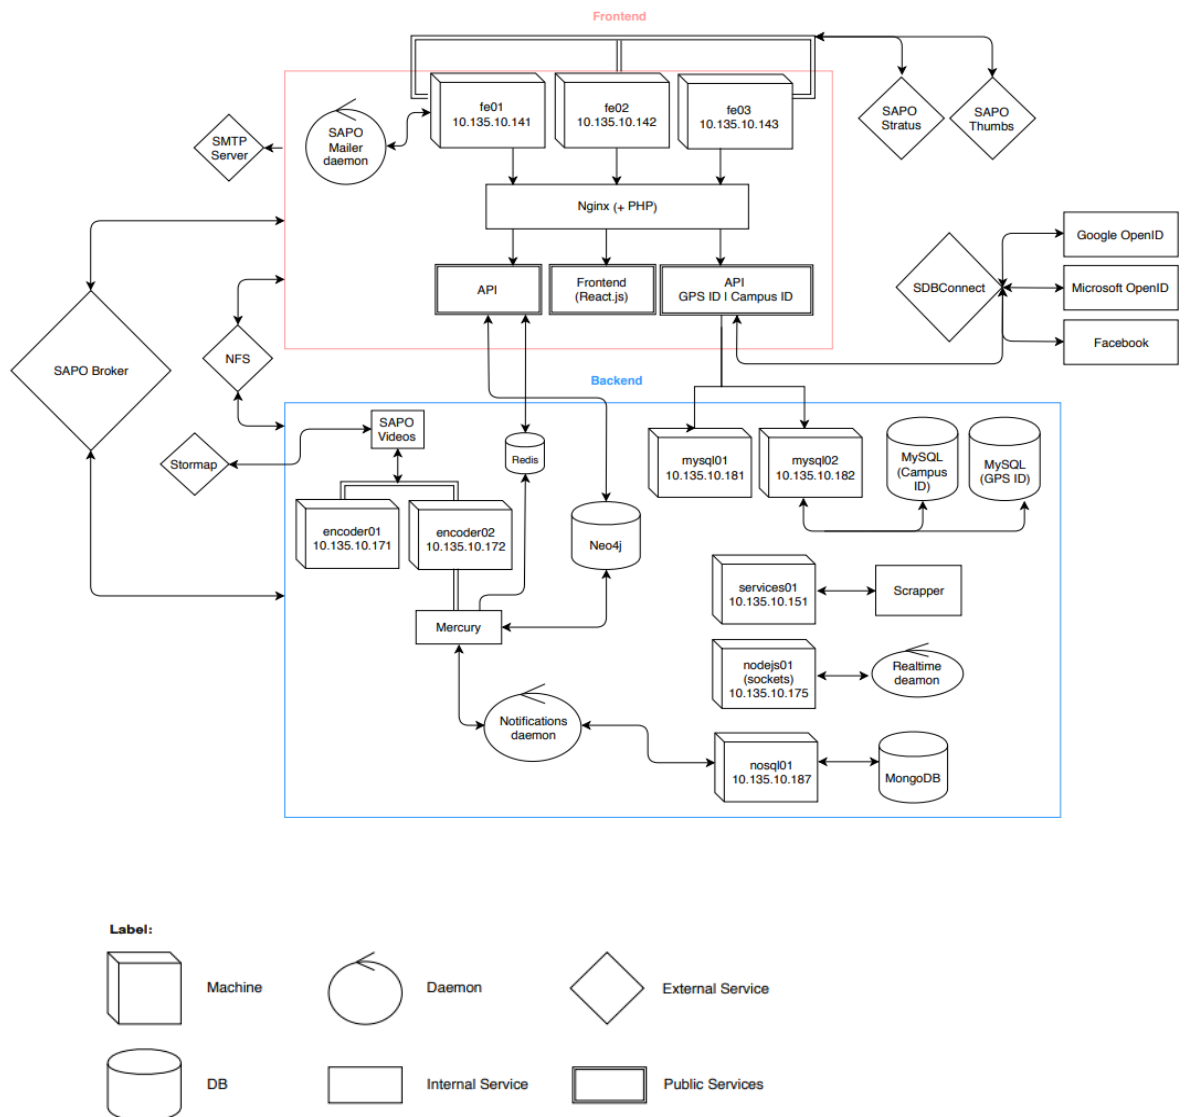 Frontend
fe01
10.135.10.141
fe02
10.135.10.142
fe03
10.135.10.143
SAPO
Stratus
SAPO
Thumbs
SMTP
Server
SAPO
Mailer
daemon
Nginx (+ PHP)
API
Frontend
(React.js)
API
GPS ID | Campus ID
SDBConnect
Google OpenID
Microsoft OpenID
Facebook
SAPO Broker
NFS
Backend
SAPO
Videos
Stormap
Redis
mysql01
10.135.10.181
mysql02
10.135.10.182
MySQL
(Campus
ID)
MySQL
(GPS ID)
encoder01
10.135.10.171
encoder02
10.135.10.172
Neo4j
services01
10.135.10.151
Scrapper
Mercury
nodejs01
(sockets)
10.135.10.175
Realtime
deamon
Notifications
daemon
nosql01
10.135.10.187
MongoDB
Label:
Machine
Daemon
External Service
DB
Internal Service
Public Services